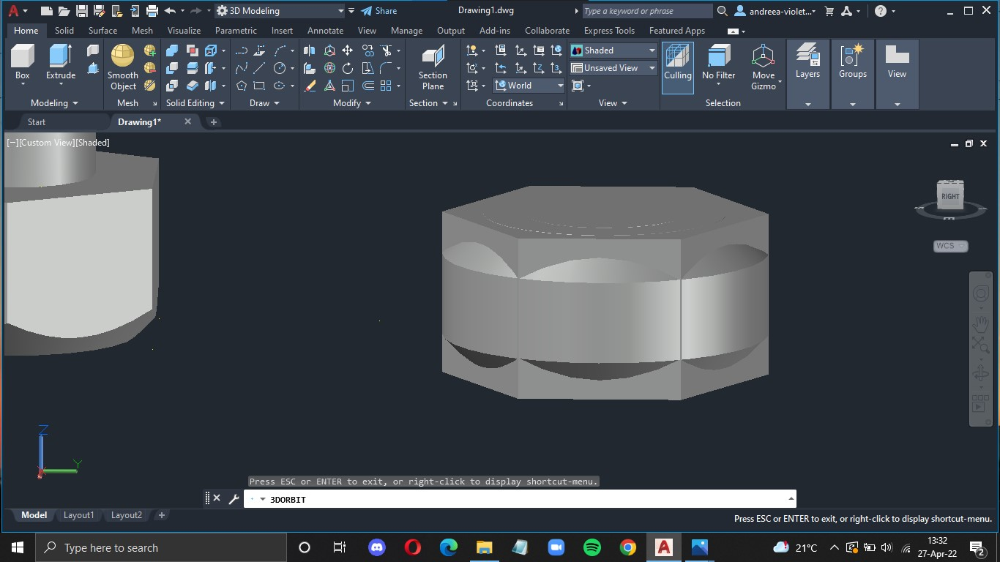 3D Modeling Share Drawing1.dwg Type a keyword or phrase andreea-violet...
Home Solid Surface Mesh Visualize Parametric Insert Annotate View Manage Output Add-ins Collaborate Express Tools Featured Apps
Shaded
Unsaved View
Box Extrude Smooth Object Section Plane World Culling No Filter Move Gizmo Layers Groups View
Modeling Mesh Solid Editing Draw Modify Section Coordinates View Selection
Start Drawing1*
[−][Custom View][Shaded]
RIGHT
WCS
Z
Y
X
Press ESC or ENTER to exit, or right-click to display shortcut-menu.
3DORBIT
Model Layout1 Layout2 Press ESC or ENTER to exit, or right-click to display shortcut-menu.
Type here to search 21°C 13:32
27-Apr-22 2